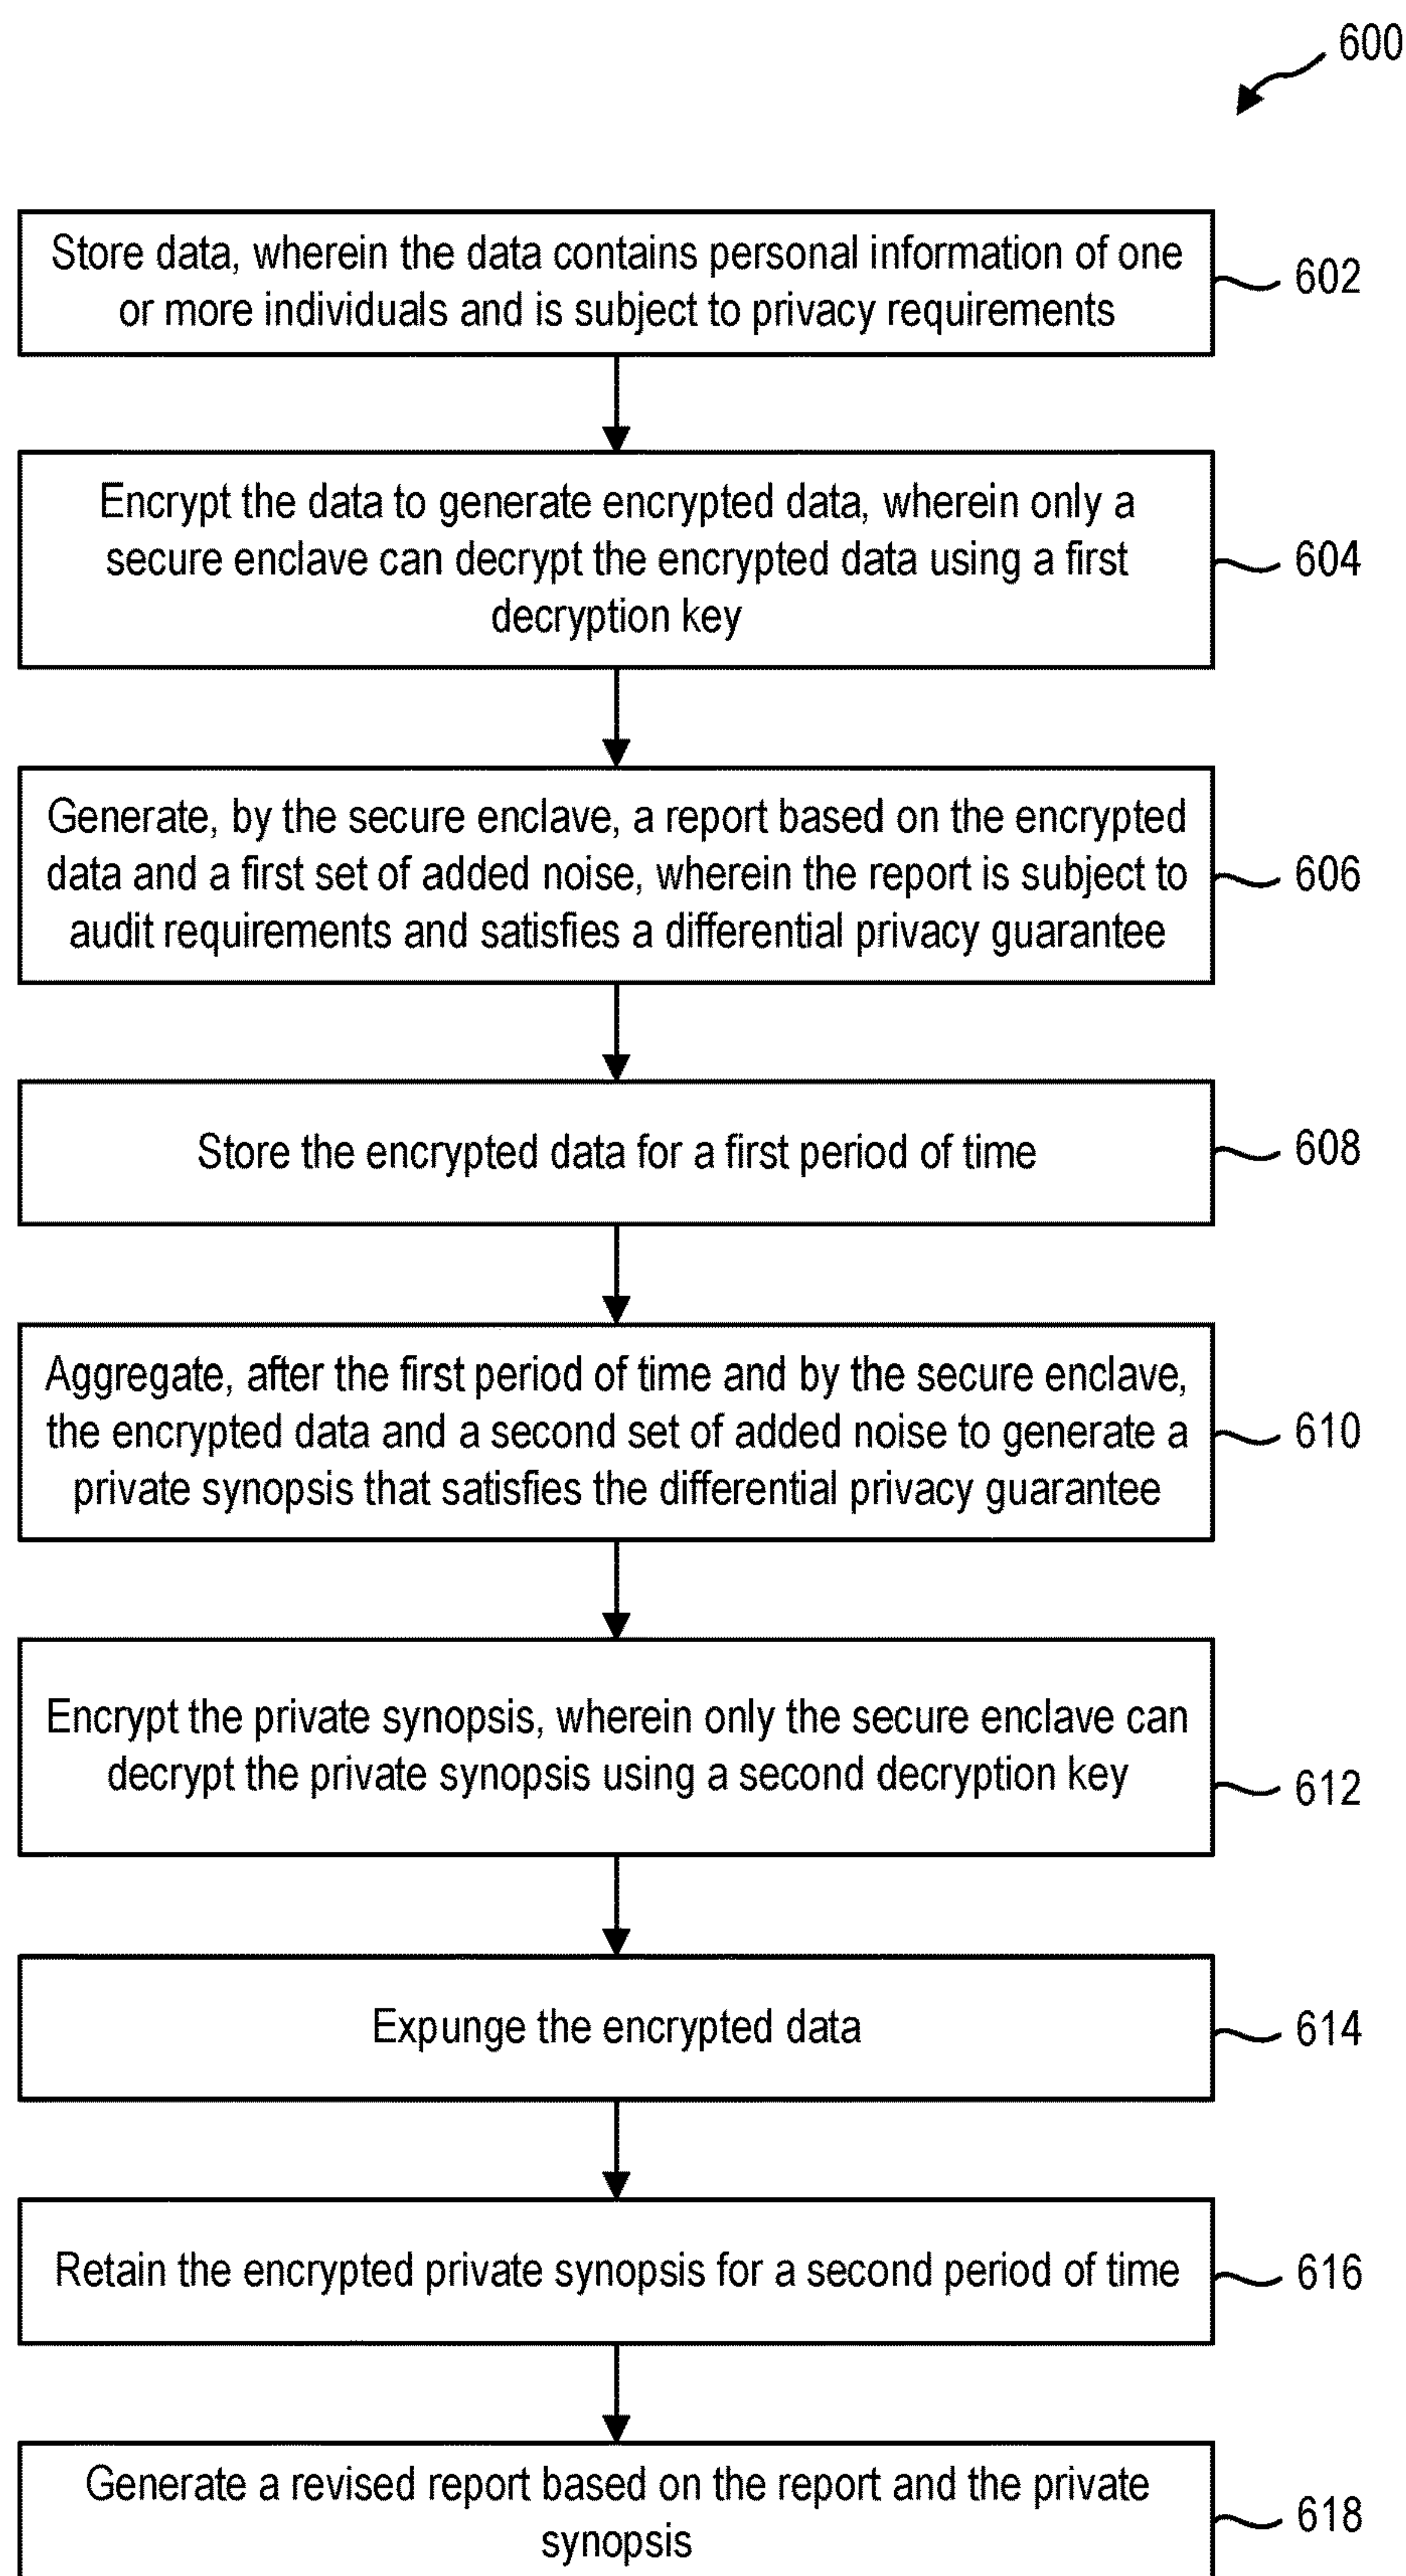 600
Store data, wherein the data contains personal information of one
or more individuals and is subject to privacy requirements
602
Encrypt the data to generate encrypted data, wherein only a
secure enclave can decrypt the encrypted data using a first
decryption key
604
Generate, by the secure enclave, a report based on the encrypted
data and a first set of added noise, wherein the report is subject to
audit requirements and satisfies a differential privacy guarantee
606
Store the encrypted data for a first period of time
608
Aggregate, after the first period of time and by the secure enclave,
the encrypted data and a second set of added noise to generate a
private synopsis that satisfies the differential privacy guarantee
610
Encrypt the private synopsis, wherein only the secure enclave can
decrypt the private synopsis using a second decryption key
612
Expunge the encrypted data
614
Retain the encrypted private synopsis for a second period of time
616
Generate a revised report based on the report and the private
synopsis
618